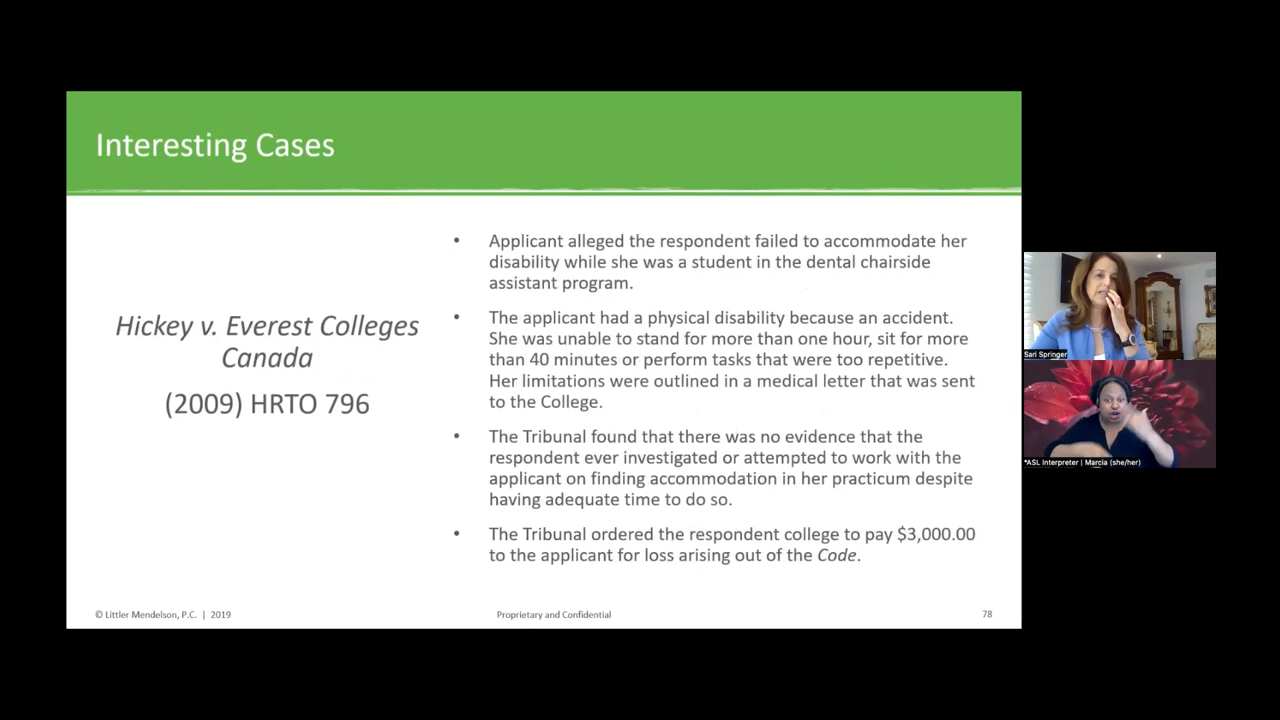 Interesting Cases
Hickey v. Everest Colleges
Canada
(2009) HRTO 796
• Applicant alleged the respondent failed to accommodate her
disability while she was a student in the dental chairside
assistant program.
• The applicant had a physical disability because an accident.
She was unable to stand for more than one hour, sit for more
than 40 minutes or perform tasks that were too repetitive.
Her limitations were outlined in a medical letter that was sent
to the College.
• The Tribunal found that there was no evidence that the
respondent ever investigated or attempted to work with the
applicant on finding accommodation in her practicum despite
having adequate time to do so.
• The Tribunal ordered the respondent college to pay $3,000.00
to the applicant for loss arising out of the Code.
© Littler Mendelson, P.C. | 2019
Proprietary and Confidential
78
Sari Springer
*ASL Interpreter | Marcia (she/her)